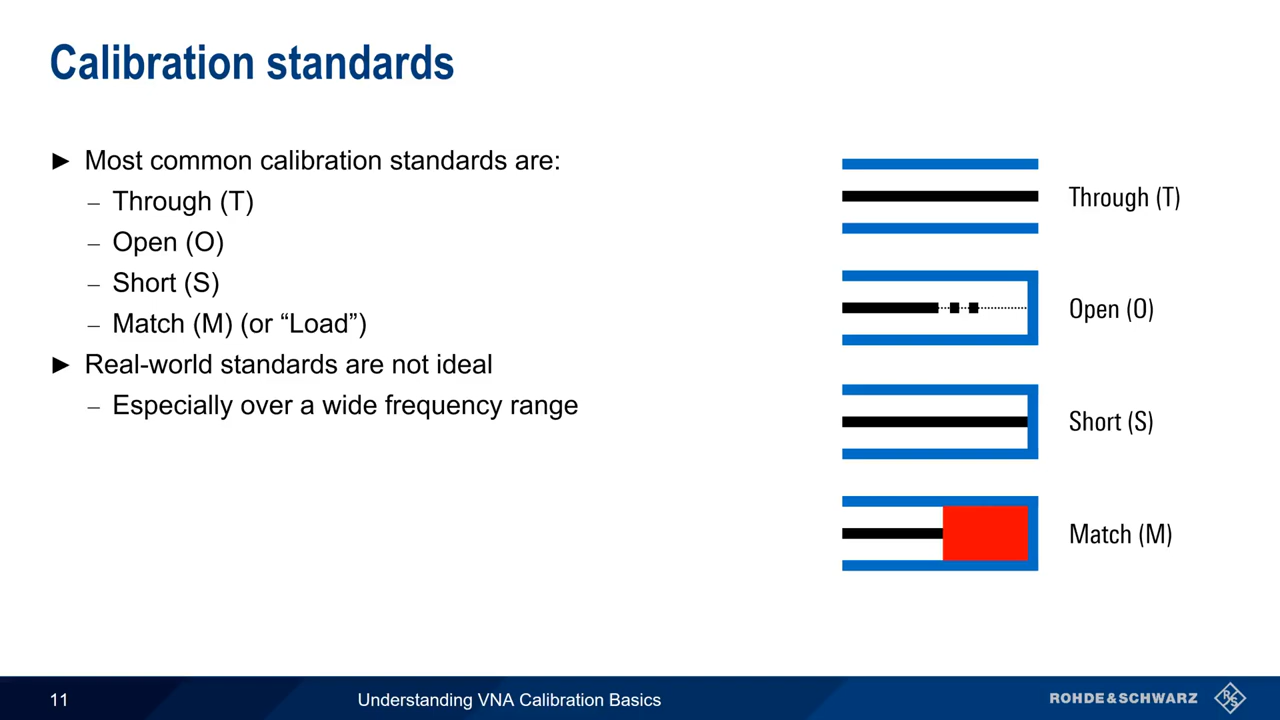 Calibration standards
► Most common calibration standards are:
– Through (T)
– Open (O)
– Short (S)
– Match (M) (or “Load”)
► Real-world standards are not ideal
– Especially over a wide frequency range
Through (T)
Open (O)
Short (S)
Match (M)
11
Understanding VNA Calibration Basics
ROHDE & SCHWARZ
R&S